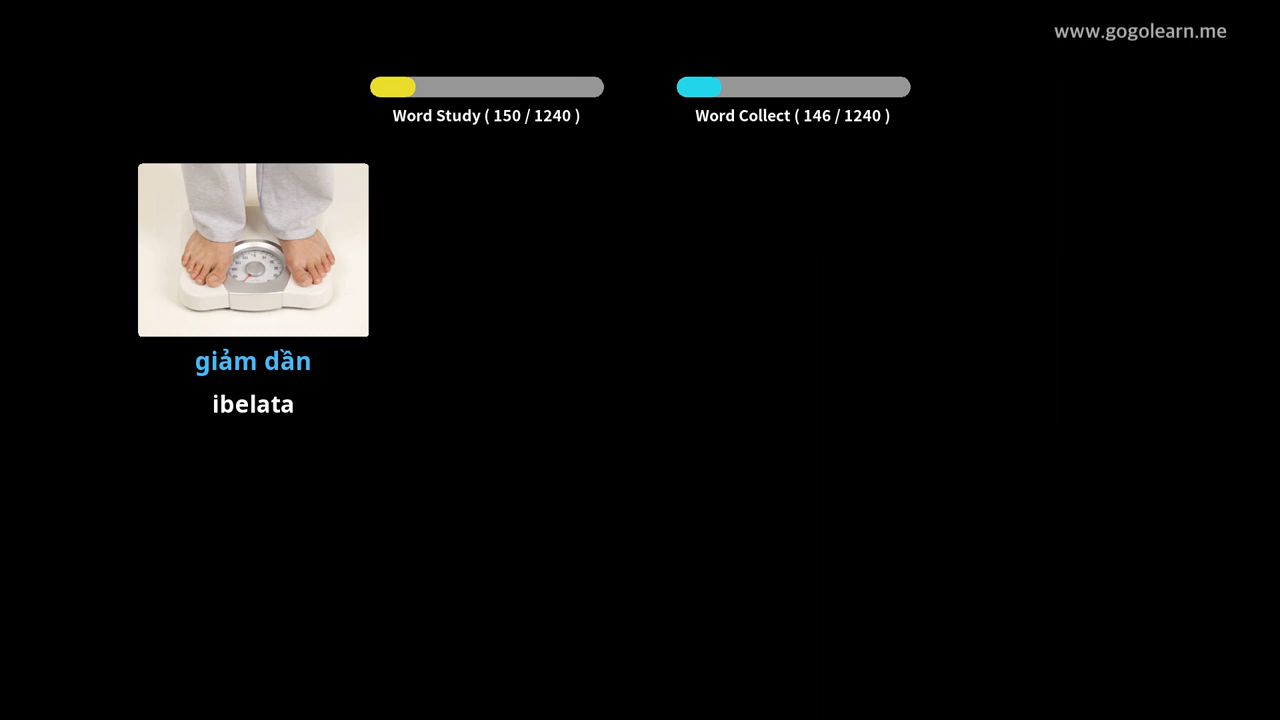 www.gogolearn.me
Word Study ( 150 / 1240 )
Word Collect ( 146 / 1240 )
giảm dần
ibelata